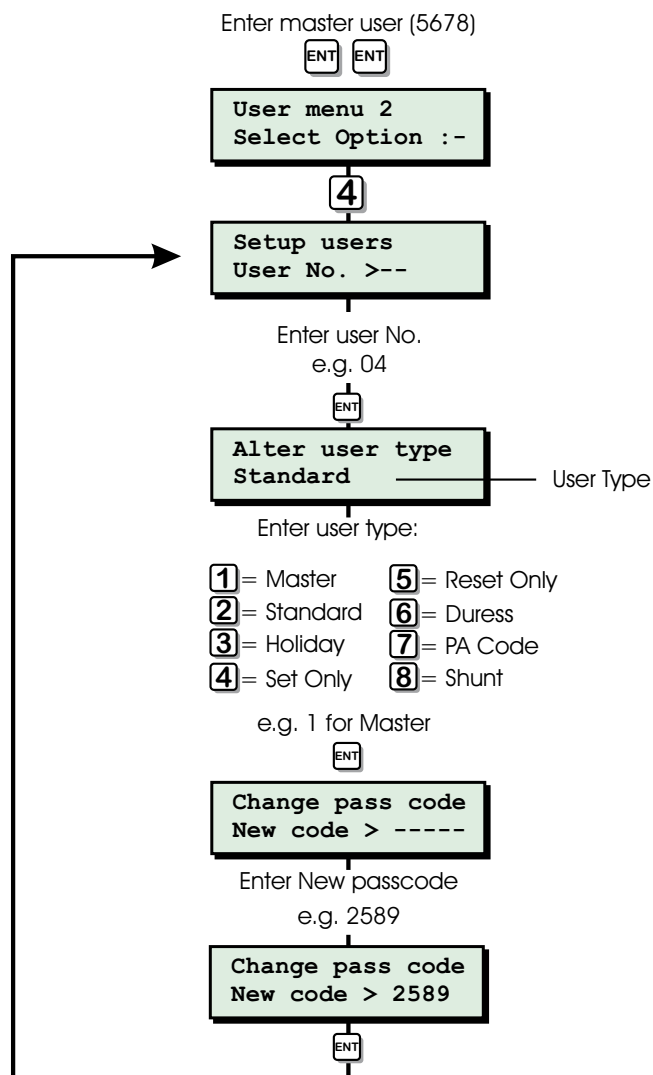 Enter master user (5678)
ENT ENT
User menu 2
Select Option :-
4
Setup users
User No. >--
Enter user No.
e.g. 04
ENT
Alter user type
Standard
User Type
Enter user type:
1 = Master 5 = Reset Only
2 = Standard 6 = Duress
3 = Holiday 7 = PA Code
4 = Set Only 8 = Shunt
e.g. 1 for Master
ENT
Change pass code
New code > -----
Enter New passcode
e.g. 2589
Change pass code
New code > 2589
ENT